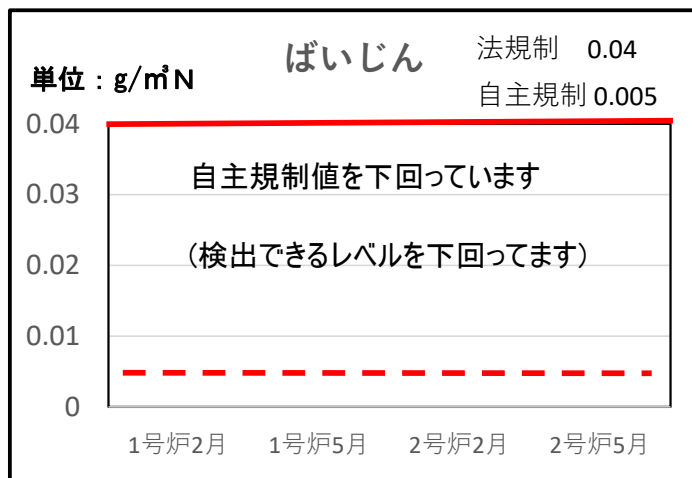 ばいじん
法規制　0.04
単位：g/㎥N
自主規制 0.005
0.04
自主規制値を下回っています
0.03
（検出できるレベルを下回ってます）
0.02
0.01
0
1号炉2月 1号炉5月 2号炉2月 2号炉5月